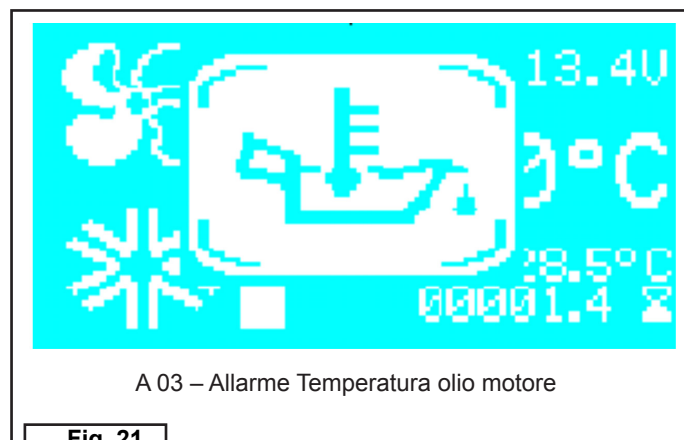 13.4V
°C
8.5°C
00001.4
A 03 – Allarme Temperatura olio motore
Fig. 21